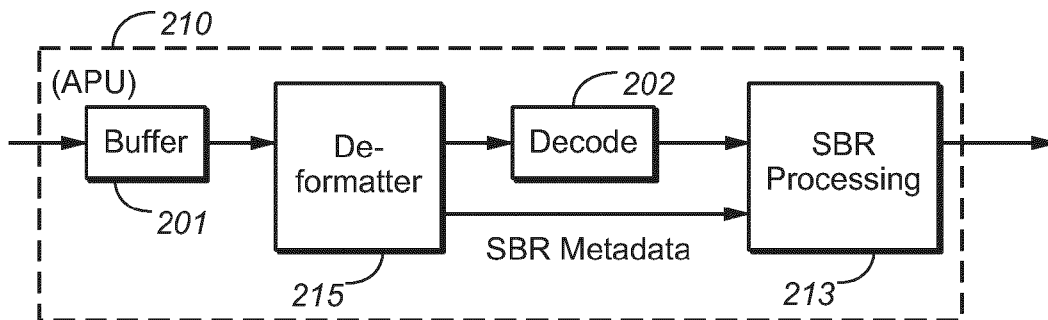 210
(APU)
202
Buffer
De-
formatter
Decode
SBR
Processing
201
SBR Metadata
215
213